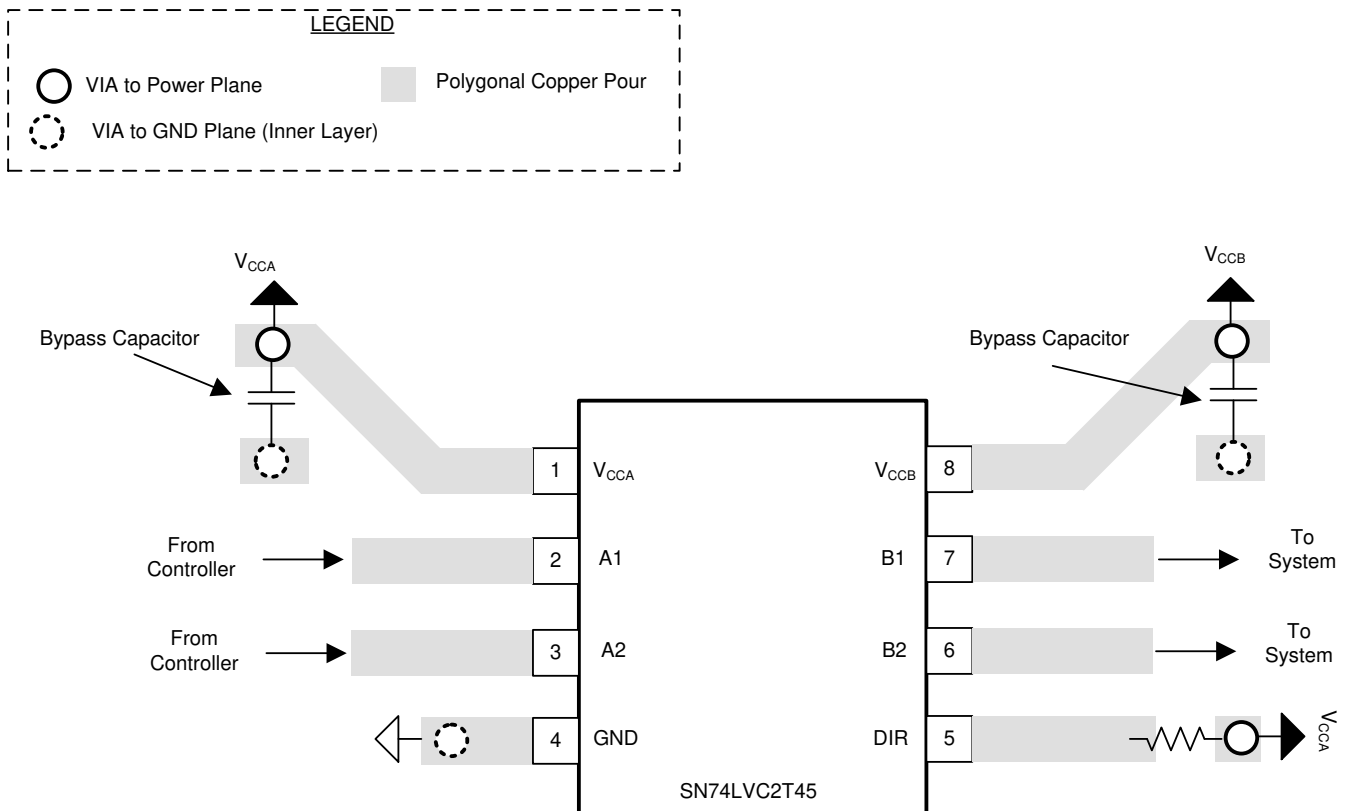 LEGEND
VIA to Power Plane
Polygonal Copper Pour
VIA to GND Plane (Inner Layer)
VCCA
VCCB
Bypass Capacitor
Bypass Capacitor
1
VCCA
VCCB
8
From
Controller
2
A1
B1
7
To
System
From
Controller
3
A2
B2
6
To
System
4
GND
DIR
5
VCCA
SN74LVC2T45